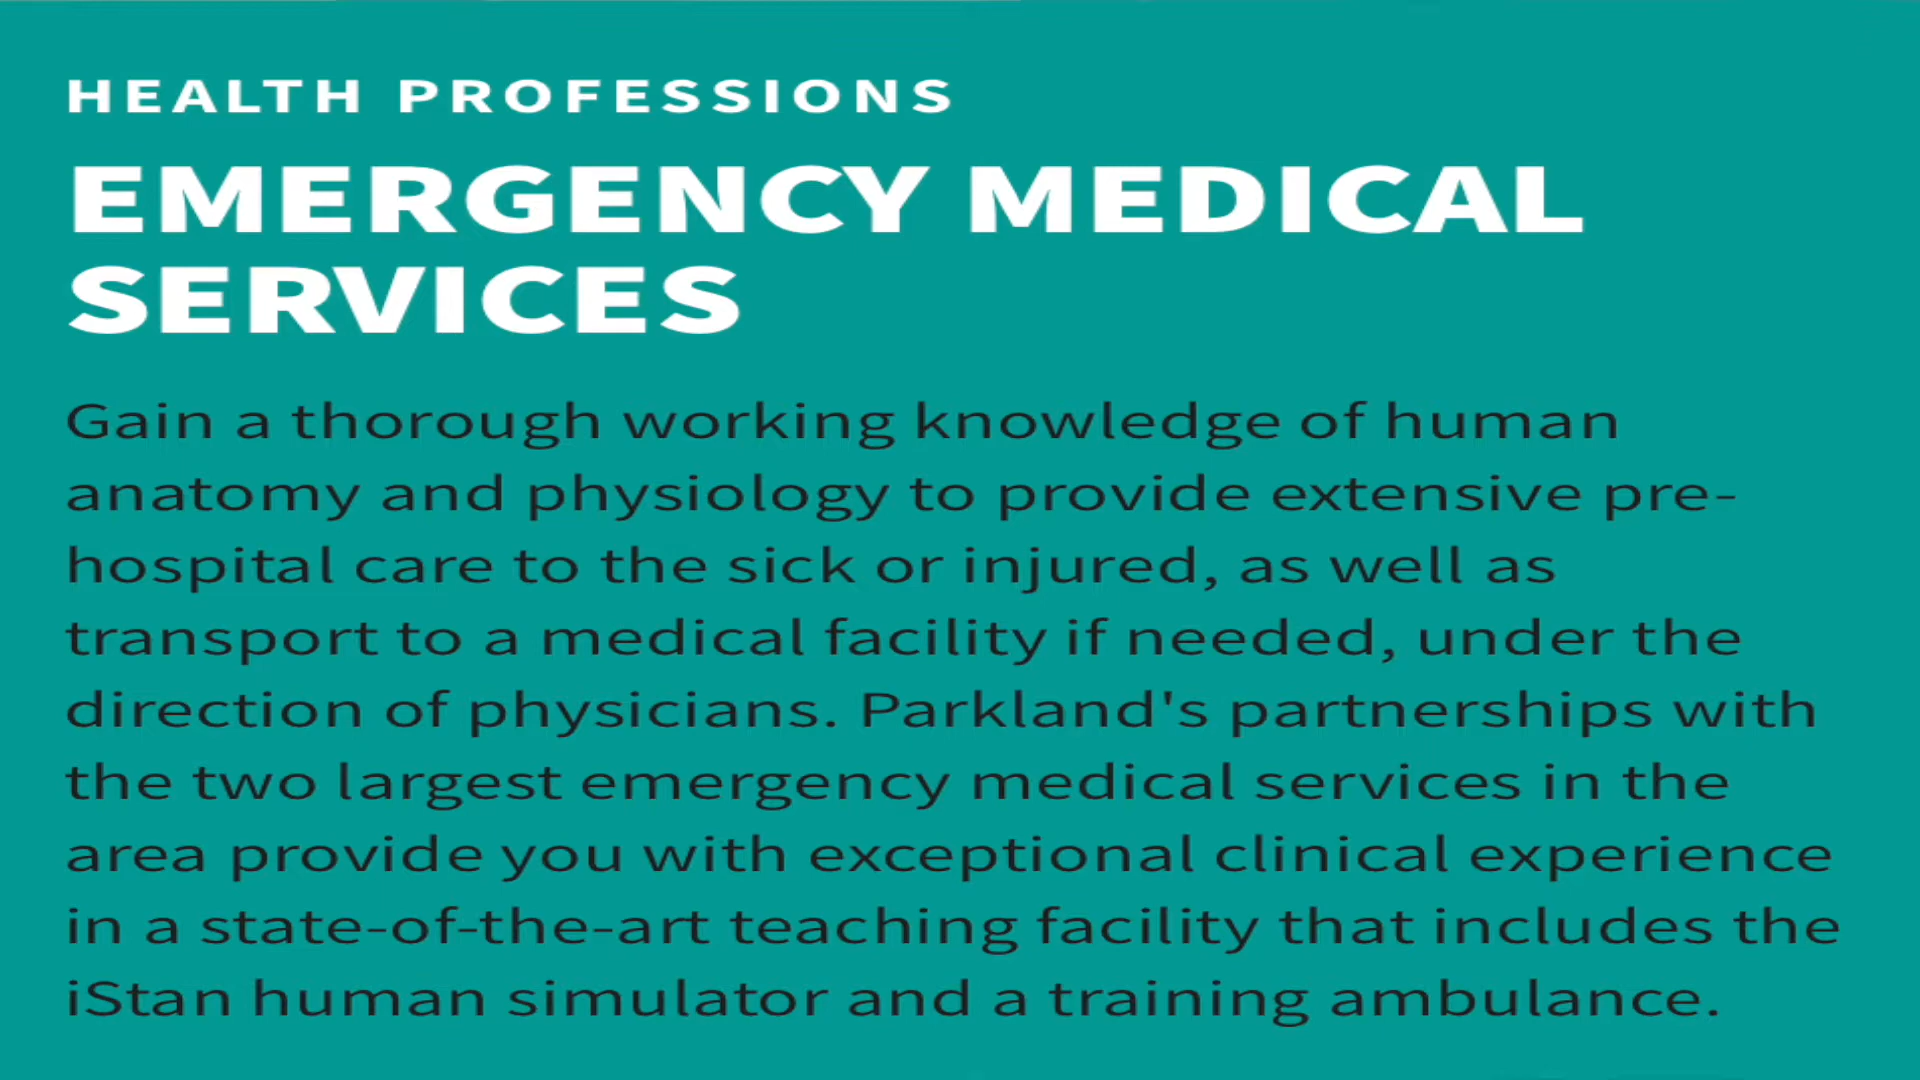 HEALTH PROFESSIONS
EMERGENCY MEDICAL
SERVICES
Gain a thorough working knowledge of human
anatomy and physiology to provide extensive pre-
hospital care to the sick or injured, as well as
transport to a medical facility if needed, under the
direction of physicians. Parkland's partnerships with
the two largest emergency medical services in the
area provide you with exceptional clinical experience
in a state-of-the-art teaching facility that includes the
iStan human simulator and a training ambulance.